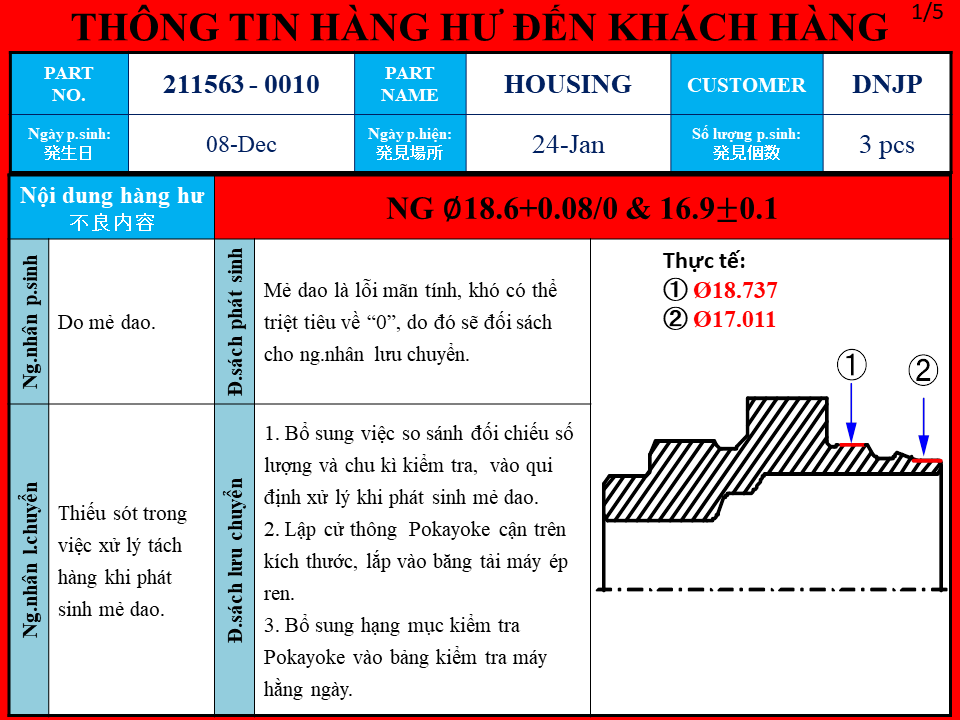 1/5
THÔNG TIN HÀNG HƯ ĐẾN KHÁCH HÀNG
PART
NO.
211563 - 0010
PART
NAME
HOUSING
CUSTOMER
DNJP
Ngày p.sinh:
発生日
08-Dec
Ngày p.hiện:
発見場所
24-Jan
Số lượng p.sinh:
発見個数
3 pcs
Nội dung hàng hư
不良内容
NG Ø18.6+0.08/0 & 16.9±0.1
Ng.nhân p.sinh
Do mẻ dao.
Đ.sách phát sinh
Mẻ dao là lỗi mãn tính, khó có thể
triệt tiêu về “0”, do đó sẽ đối sách
cho ng.nhân lưu chuyển.
Thực tế:
① Ø18.737
② Ø17.011
①
②
Ng.nhân l.chuyển
Thiếu sót trong
việc xử lý tách
hàng khi phát
sinh mẻ dao.
Đ.sách lưu chuyển
1. Bổ sung việc so sánh đối chiếu số
lượng và chu kì kiểm tra, vào qui
định xử lý khi phát sinh mẻ dao.
2. Lập cử thông Pokayoke cận trên
kích thước, lắp vào băng tải máy ép
ren.
3. Bổ sung hạng mục kiểm tra
Pokayoke vào bảng kiểm tra máy
hằng ngày.